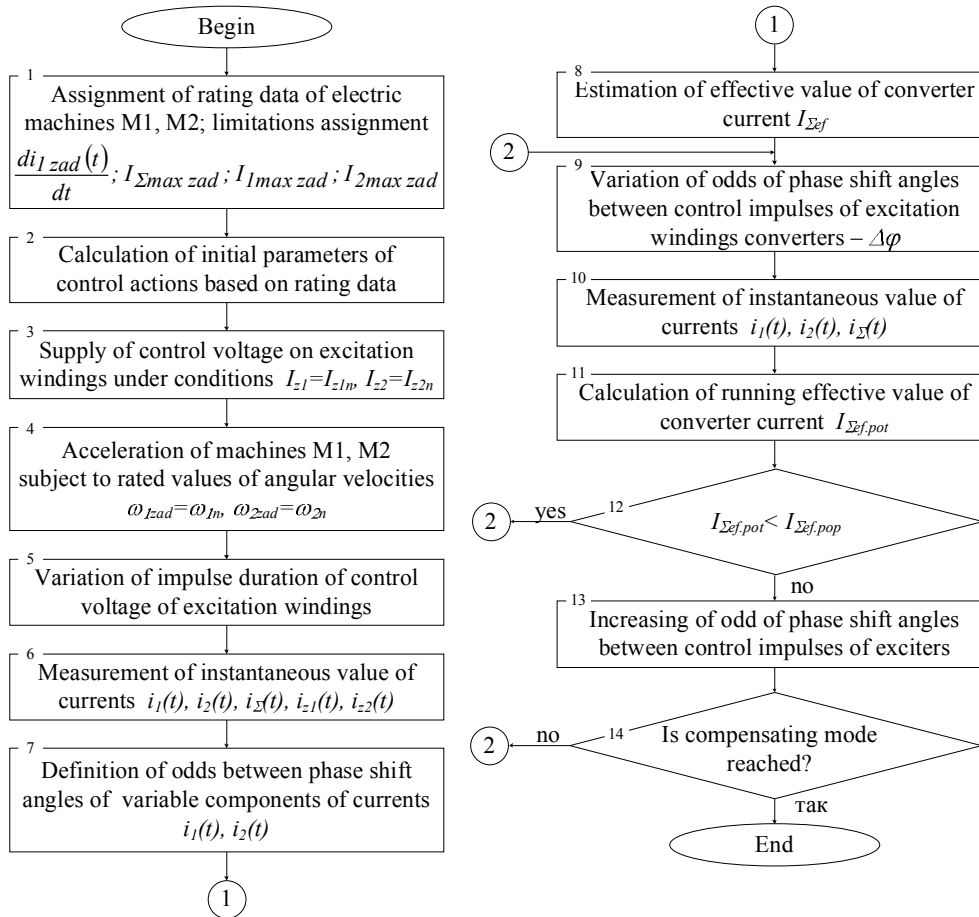 Begin
1
Assignment of rating data of electric
machines M1, M2; limitations assignment
di1 zad(t)/dt ; IΣmax zad ; I1max zad ; I2max zad
2
Calculation of initial parameters of
control actions based on rating data
3
Supply of control voltage on excitation
windings under conditions Iz1=Iz1n, Iz2=Iz2n
4
Acceleration of machines M1, M2
subject to rated values of angular velocities
ω1zad=ω1n, ω2zad=ω2n
5
Variation of impulse duration of control
voltage of excitation windings
6
Measurement of instantaneous value of
currents i1(t), i2(t), iΣ(t), iz1(t), iz2(t)
7
Definition of odds between phase shift
angles of variable components of currents
i1(t), i2(t)
1
1
8
Estimation of effective value of converter
current IΣef
2
9
Variation of odds of phase shift angles
between control impulses of excitation
windings converters – Δφ
10
Measurement of instantaneous value of
currents i1(t), i2(t), iΣ(t)
11
Calculation of running effective value of
converter current IΣef.pot
12
IΣef.pot< IΣef.pop
yes
2
no
13
Increasing of odd of phase shift angles
between control impulses of exciters
14
Is compensating mode
reached?
no
2
так
End